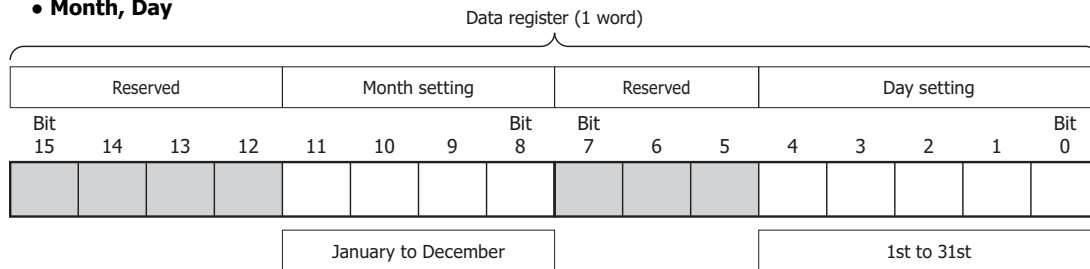 ● Month, Day
Data register (1 word)
Reserved Month setting Reserved Day setting
Bit Bit Bit Bit
15 14 13 12 11 10 9 8 7 6 5 4 3 2 1 0
January to December 1st to 31st